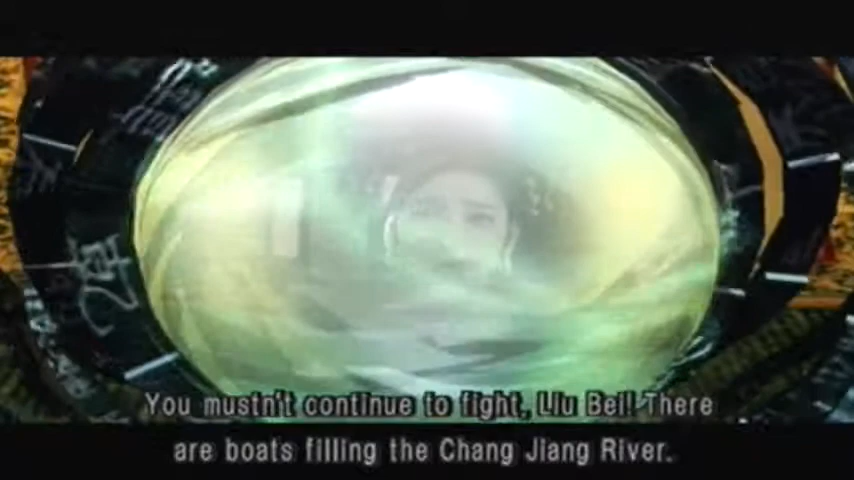 You mustn't continue to fight, Liu Bei! There
are boats filling the Chang Jiang River.